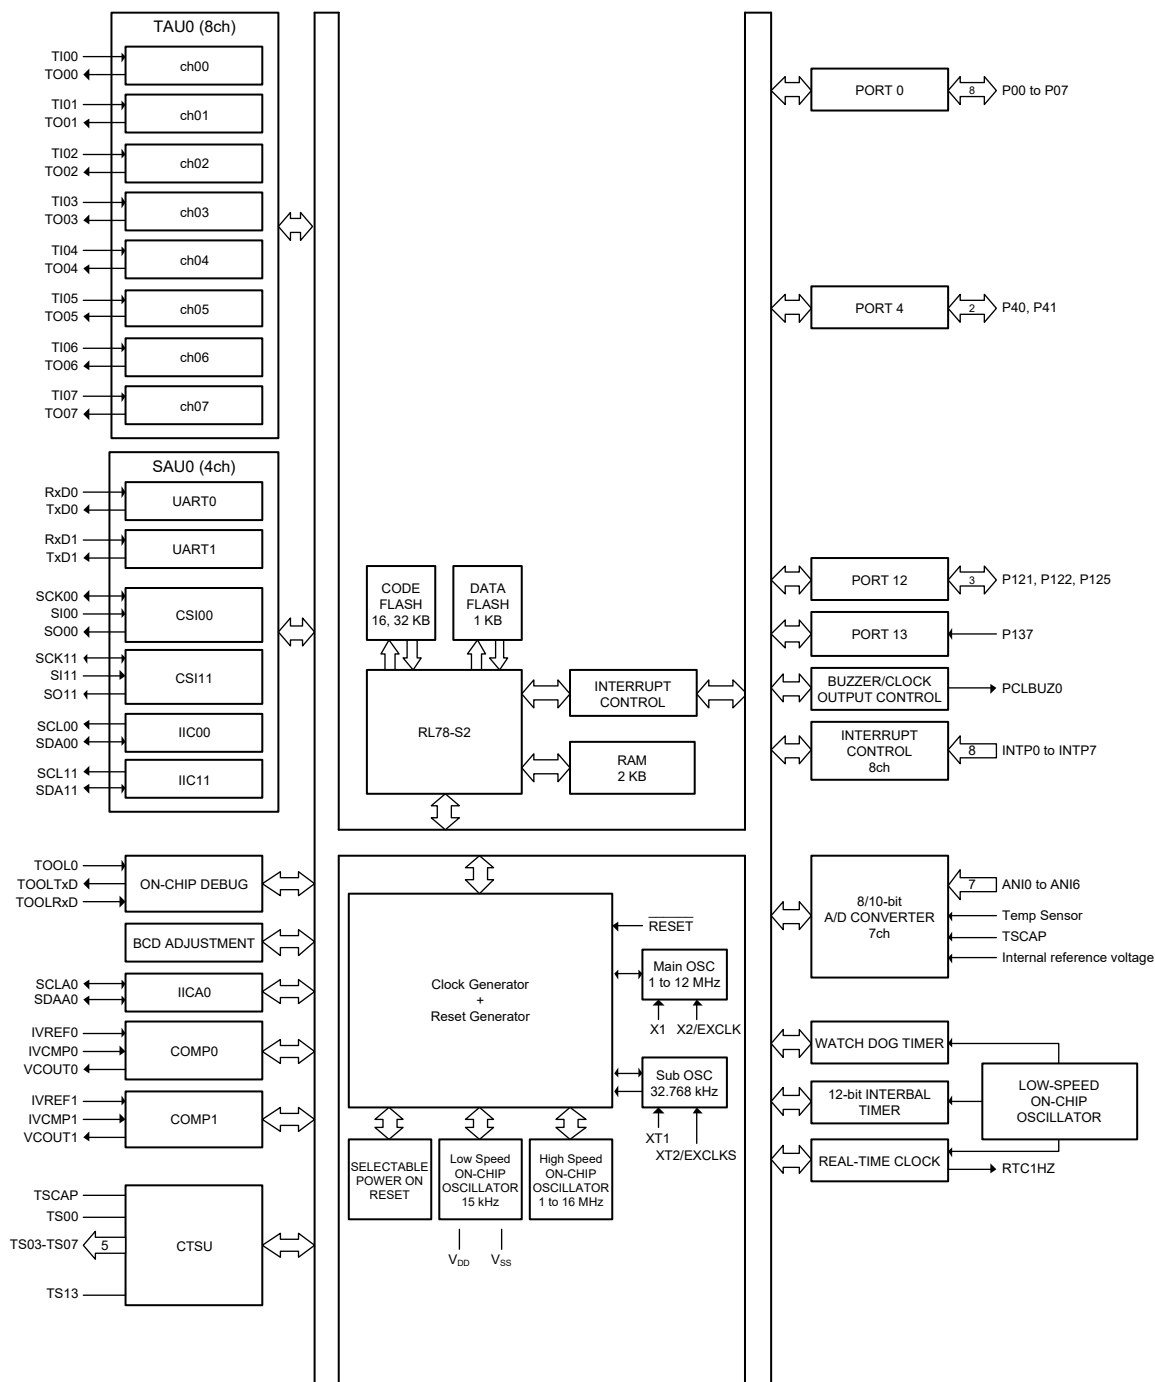 TAU0 (8ch)
TI00
TO00
ch00
TI01
TO01
ch01
TI02
TO02
ch02
TI03
TO03
ch03
TI04
TO04
ch04
TI05
TO05
ch05
TI06
TO06
ch06
TI07
TO07
ch07
SAU0 (4ch)
RxD0
TxD0
UART0
RxD1
TxD1
UART1
SCK00
SI00
SO00
CSI00
SCK11
SI11
SO11
CSI11
SCL00
SDA00
IIC00
SCL11
SDA11
IIC11
TOOL0
TOOLTxD
TOOLRxD
ON-CHIP DEBUG
BCD ADJUSTMENT
SCLA0
SDAA0
IICA0
IVREF0
IVCMP0
VCOUT0
COMP0
IVREF1
IVCMP1
VCOUT1
COMP1
TSCAP
TS00
TS03-TS07
5
TS13
CTSU
CODE
FLASH
16, 32 KB
DATA
FLASH
1 KB
RL78-S2
INTERRUPT
CONTROL
RAM
2 KB
Clock Generator
+
Reset Generator
RESET
Main OSC
1 to 12 MHz
X1
X2/EXCLK
Sub OSC
32.768 kHz
XT1
XT2/EXCLKS
SELECTABLE
POWER ON
RESET
Low Speed
ON-CHIP
OSCILLATOR
15 kHz
High Speed
ON-CHIP
OSCILLATOR
1 to 16 MHz
VDD
VSS
PORT 0
8
P00 to P07
PORT 4
2
P40, P41
PORT 12
3
P121, P122, P125
PORT 13
P137
BUZZER/CLOCK
OUTPUT CONTROL
PCLBUZ0
INTERRUPT
CONTROL
8ch
8
INTP0 to INTP7
8/10-bit
A/D CONVERTER
7ch
7
ANI0 to ANI6
Temp Sensor
TSCAP
Internal reference voltage
WATCH DOG TIMER
12-bit INTERBAL
TIMER
REAL-TIME CLOCK
LOW-SPEED
ON-CHIP
OSCILLATOR
RTC1HZ